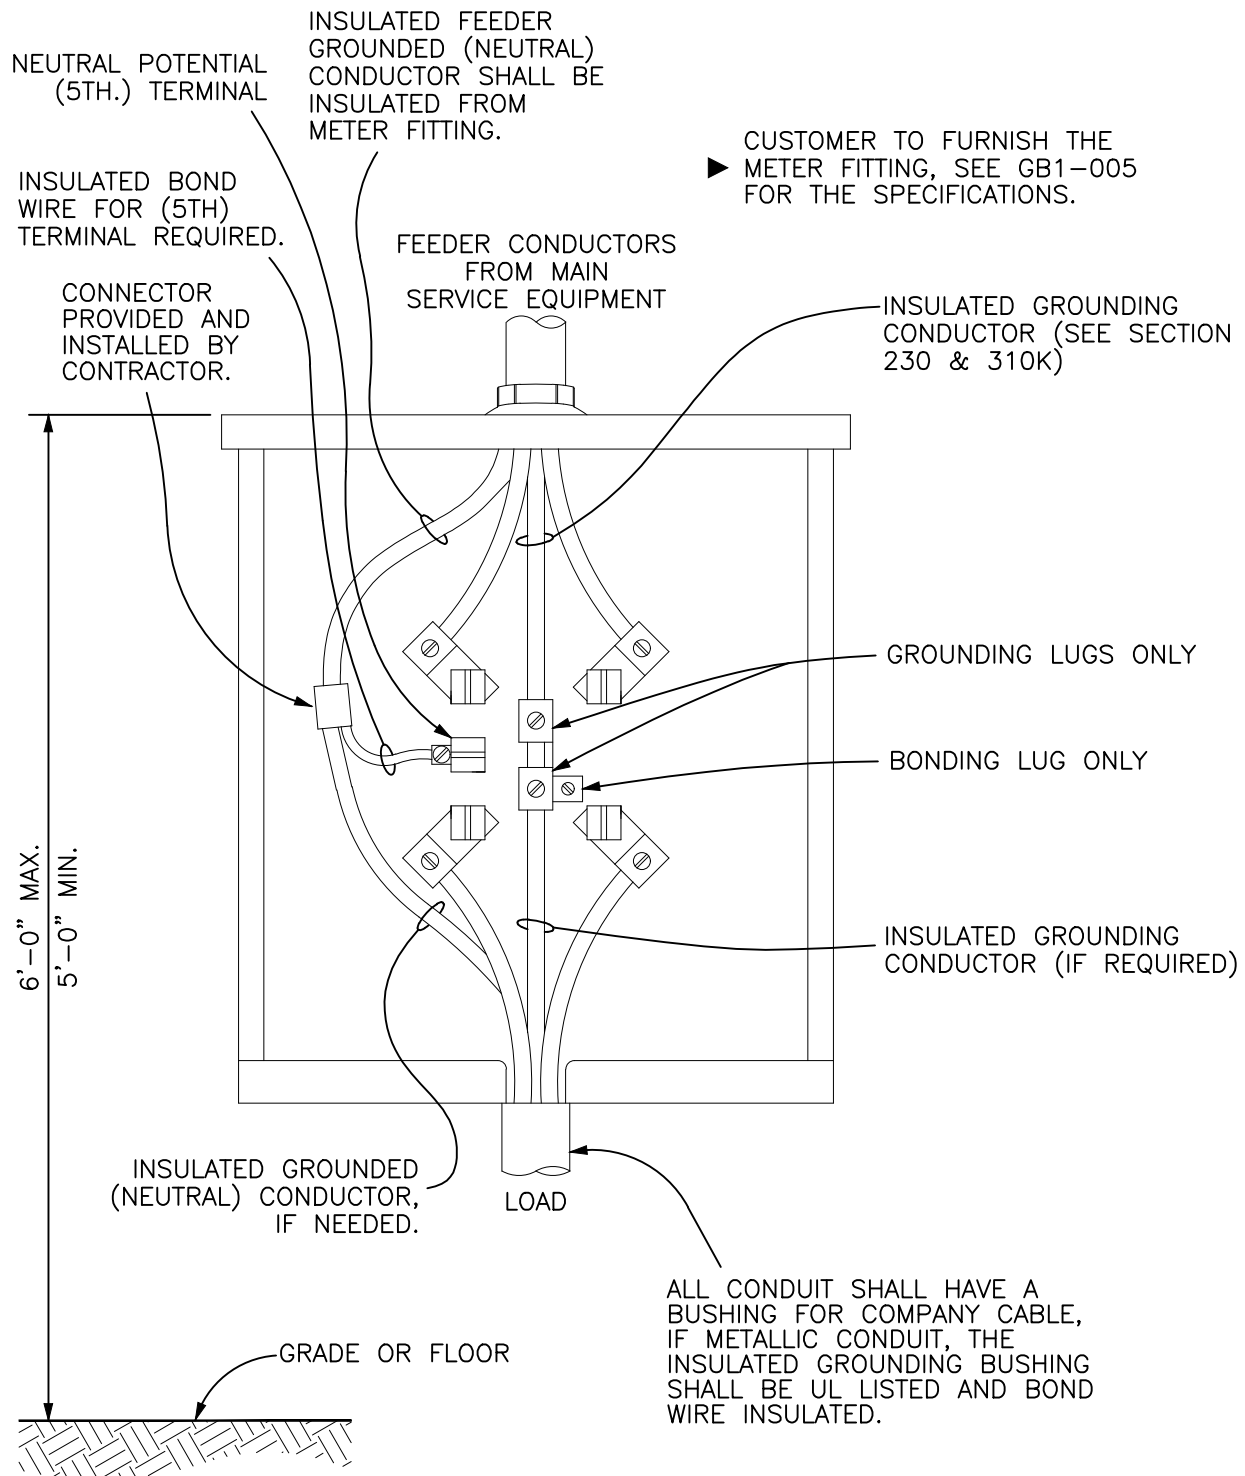 INSULATED FEEDER
GROUNDED (NEUTRAL)
CONDUCTOR SHALL BE
INSULATED FROM
METER FITTING.
NEUTRAL POTENTIAL
(5TH.) TERMINAL
CUSTOMER TO FURNISH THE
METER FITTING, SEE GB1-005
FOR THE SPECIFICATIONS.
INSULATED BOND
WIRE FOR (5TH)
TERMINAL REQUIRED.
FEEDER CONDUCTORS
FROM MAIN
SERVICE EQUIPMENT
CONNECTOR
PROVIDED AND
INSTALLED BY
CONTRACTOR.
INSULATED GROUNDING
CONDUCTOR (SEE SECTION
230 & 310K)
GROUNDING LUGS ONLY
BONDING LUG ONLY
6'-0" MAX.
5'-0" MIN.
INSULATED GROUNDING
CONDUCTOR (IF REQUIRED)
INSULATED GROUNDED
(NEUTRAL) CONDUCTOR,
IF NEEDED.
LOAD
ALL CONDUIT SHALL HAVE A
BUSHING FOR COMPANY CABLE,
IF METALLIC CONDUIT, THE
INSULATED GROUNDING BUSHING
SHALL BE UL LISTED AND BOND
WIRE INSULATED.
GRADE OR FLOOR